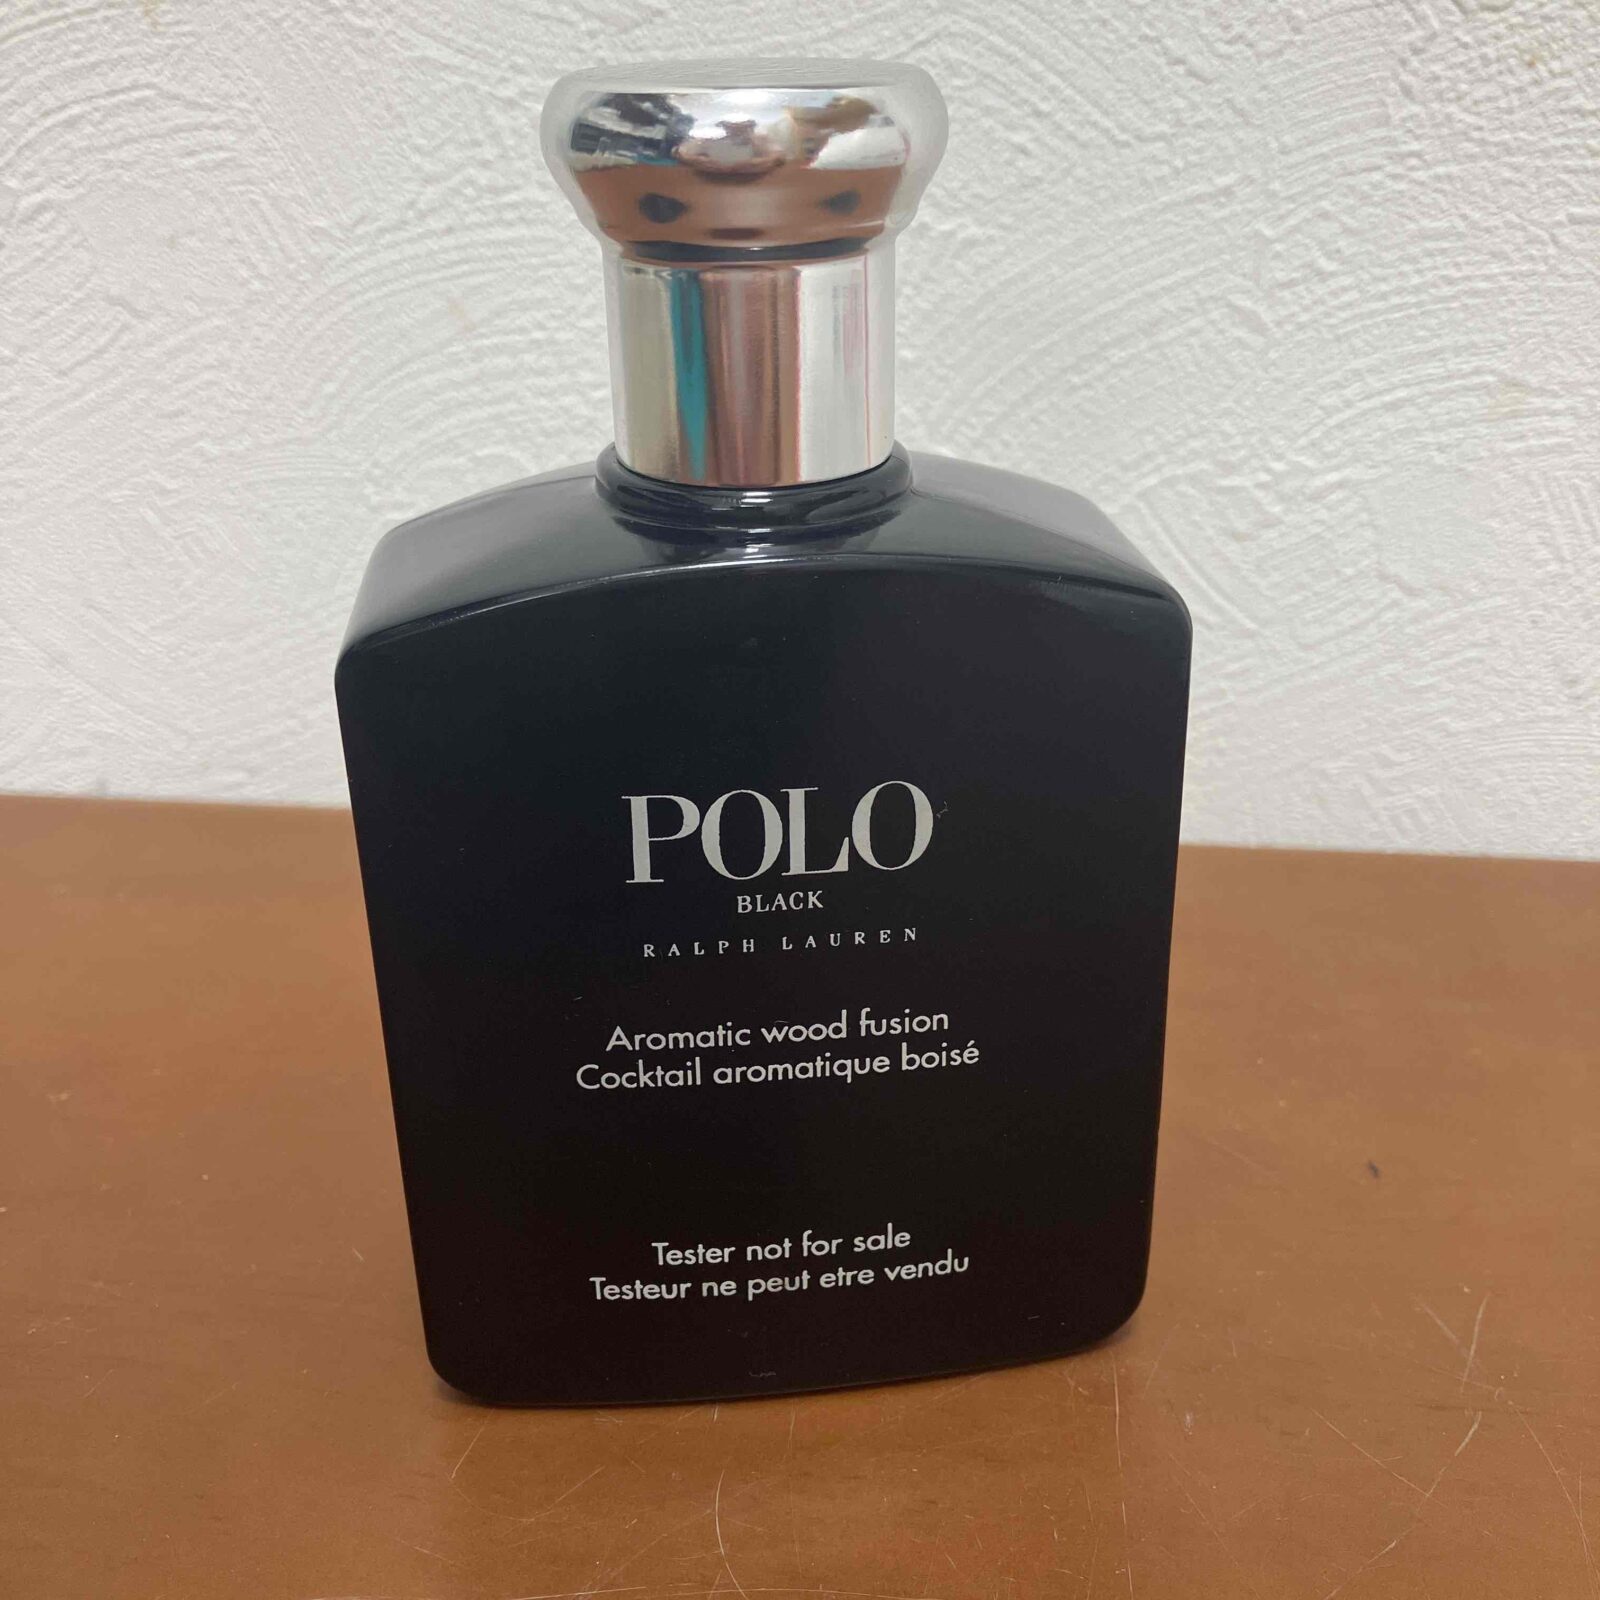 POLO
BLACK
RALPH LAUREN
Aromatic wood fusion
Cocktail aromatique boisé
Tester not for sale
Testeur ne peut etre vendu